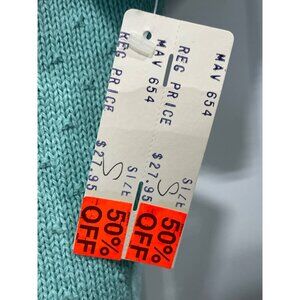 MAV 654
REG PRICE
$27.95
SIZE
S
50%
OFF
MAV 654
REG PRICE
$27.95
SIZE
S
50%
OFF